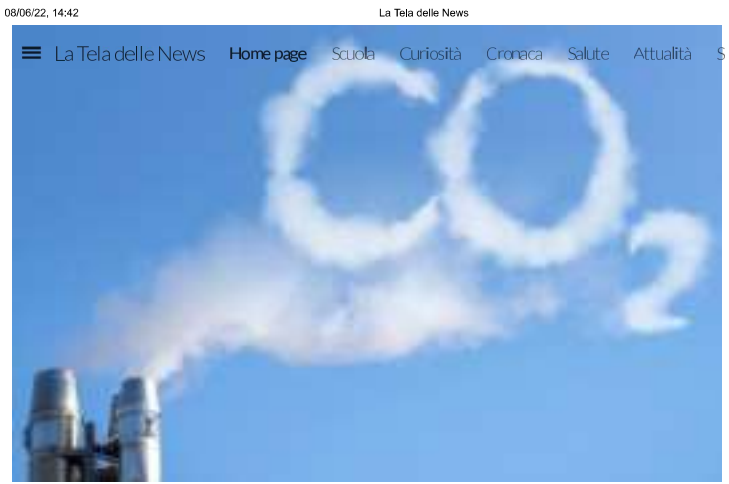 08/06/22, 14:42 La Tela delle News
La Tela delle News Home page Scuola Curiosità Cronaca Salute Attualità S
CO2